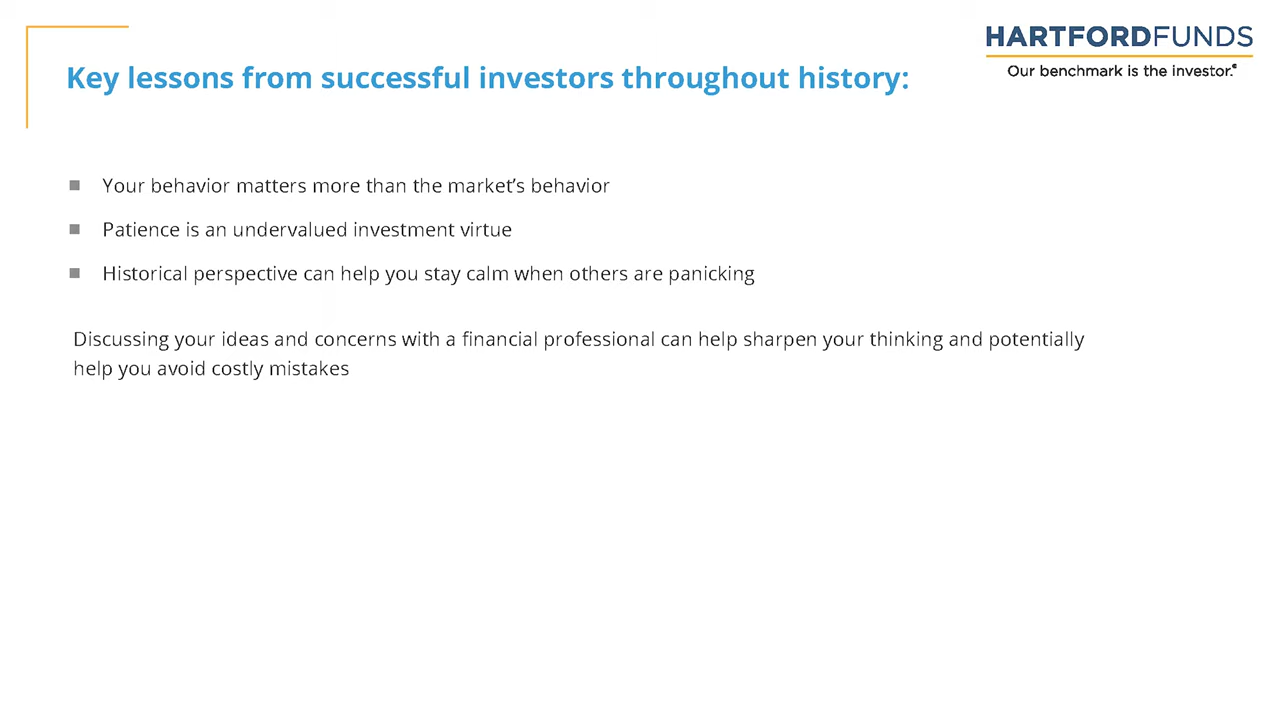 HARTFORDFUNDS
Our benchmark is the investor.®
Key lessons from successful investors throughout history:
■ Your behavior matters more than the market’s behavior
■ Patience is an undervalued investment virtue
■ Historical perspective can help you stay calm when others are panicking
Discussing your ideas and concerns with a financial professional can help sharpen your thinking and potentially
help you avoid costly mistakes